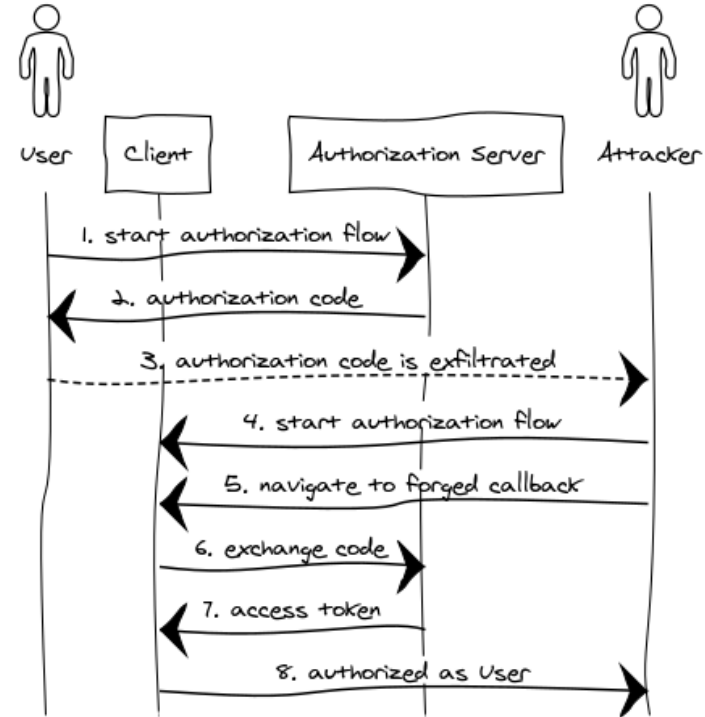 User
Client
Authorization Server
Attacker
1. start authorization flow
2. authorization code
3. authorization code is exfiltrated
4. start authorization flow
5. navigate to forged callback
6. exchange code
7. access token
8. authorized as User